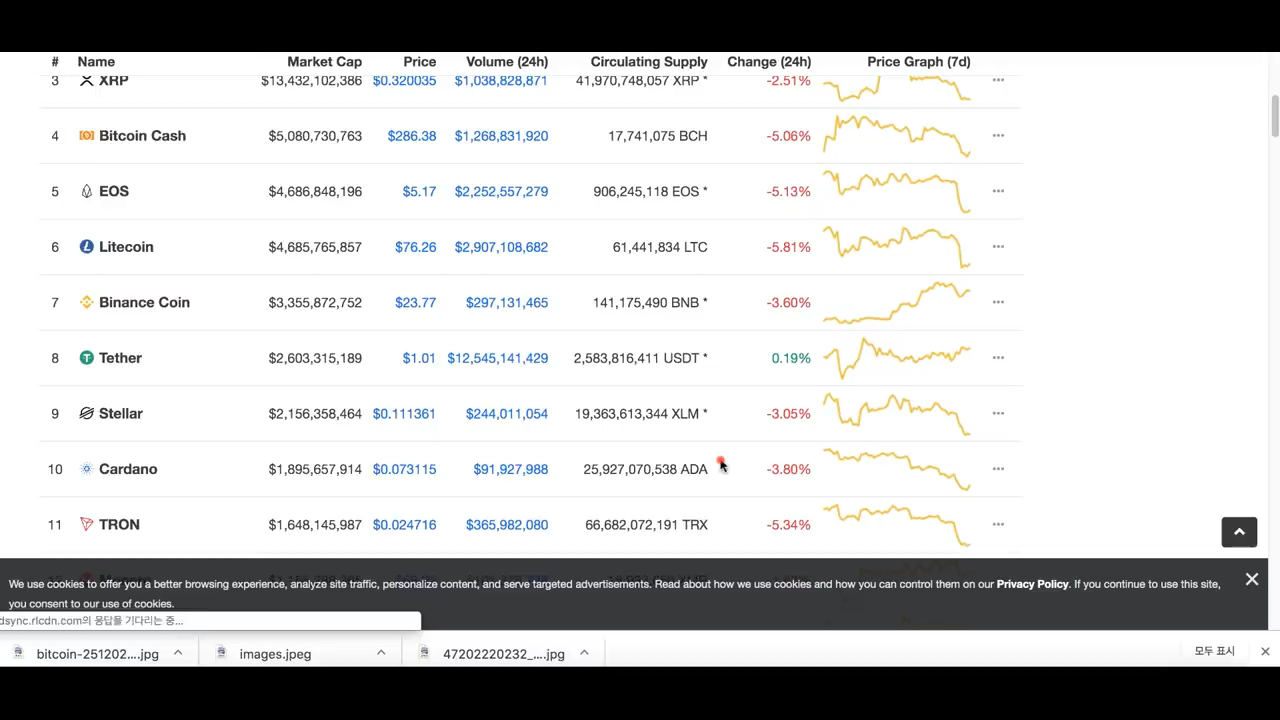 # Name Market Cap Price Volume (24h) Circulating Supply Change (24h) Price Graph (7d)
3 XRP $13,432,102,386 $0.320035 $1,038,828,871 41,970,748,057 XRP * -2.51%
4 Bitcoin Cash $5,080,730,763 $286.38 $1,268,831,920 17,741,075 BCH -5.06%
5 EOS $4,686,848,196 $5.17 $2,252,557,279 906,245,118 EOS * -5.13%
6 Litecoin $4,685,765,857 $76.26 $2,907,108,682 61,441,834 LTC -5.81%
7 Binance Coin $3,355,872,752 $23.77 $297,131,465 141,175,490 BNB * -3.60%
8 Tether $2,603,315,189 $1.01 $12,545,141,429 2,583,816,411 USDT * 0.19%
9 Stellar $2,156,358,464 $0.111361 $244,011,054 19,363,613,344 XLM * -3.05%
10 Cardano $1,895,657,914 $0.073115 $91,927,988 25,927,070,538 ADA -3.80%
11 TRON $1,648,145,987 $0.024716 $365,982,080 66,682,072,191 TRX -5.34%
We use cookies to offer you a better browsing experience, analyze site traffic, personalize content, and serve targeted advertisements. Read about how we use cookies and how you can control them on our Privacy Policy. If you continue to use this site,
you consent to our use of cookies.
dsync.rlcdn.com의 응답을 기다리는 중...
bitcoin-251202....jpg images.jpeg 47202220232_....jpg 모두 표시